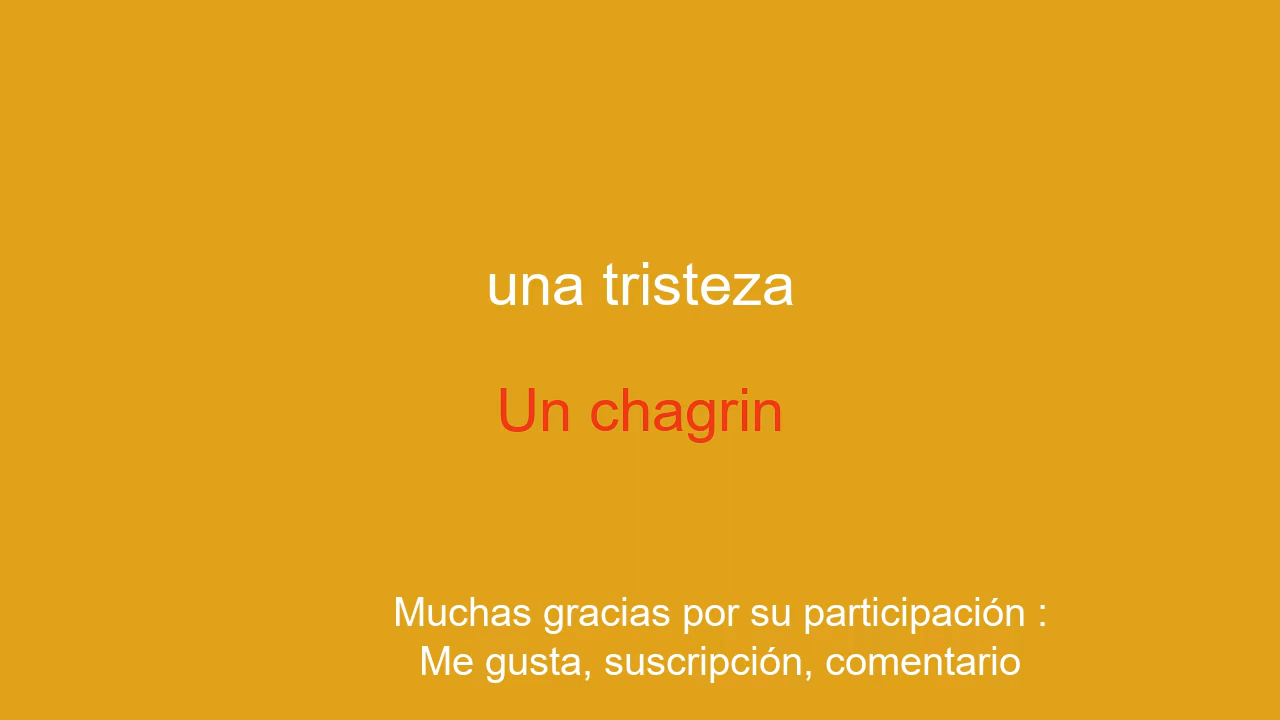 una tristeza
Un chagrin
Muchas gracias por su participación :
Me gusta, suscripción, comentario